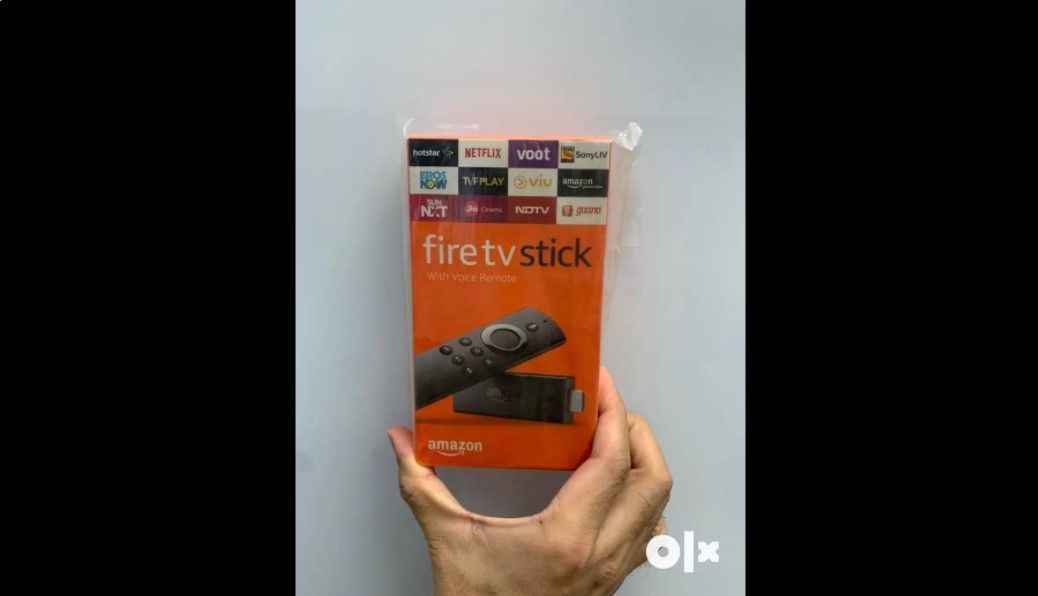 hotstar NETFLIX voot SonyLIV
EROS NOW TVFPLAY viu amazon
SUN NXT Jio Cinema NDTV gaana
fire tv stick
With Voice Remote
amazon
amazon
olx